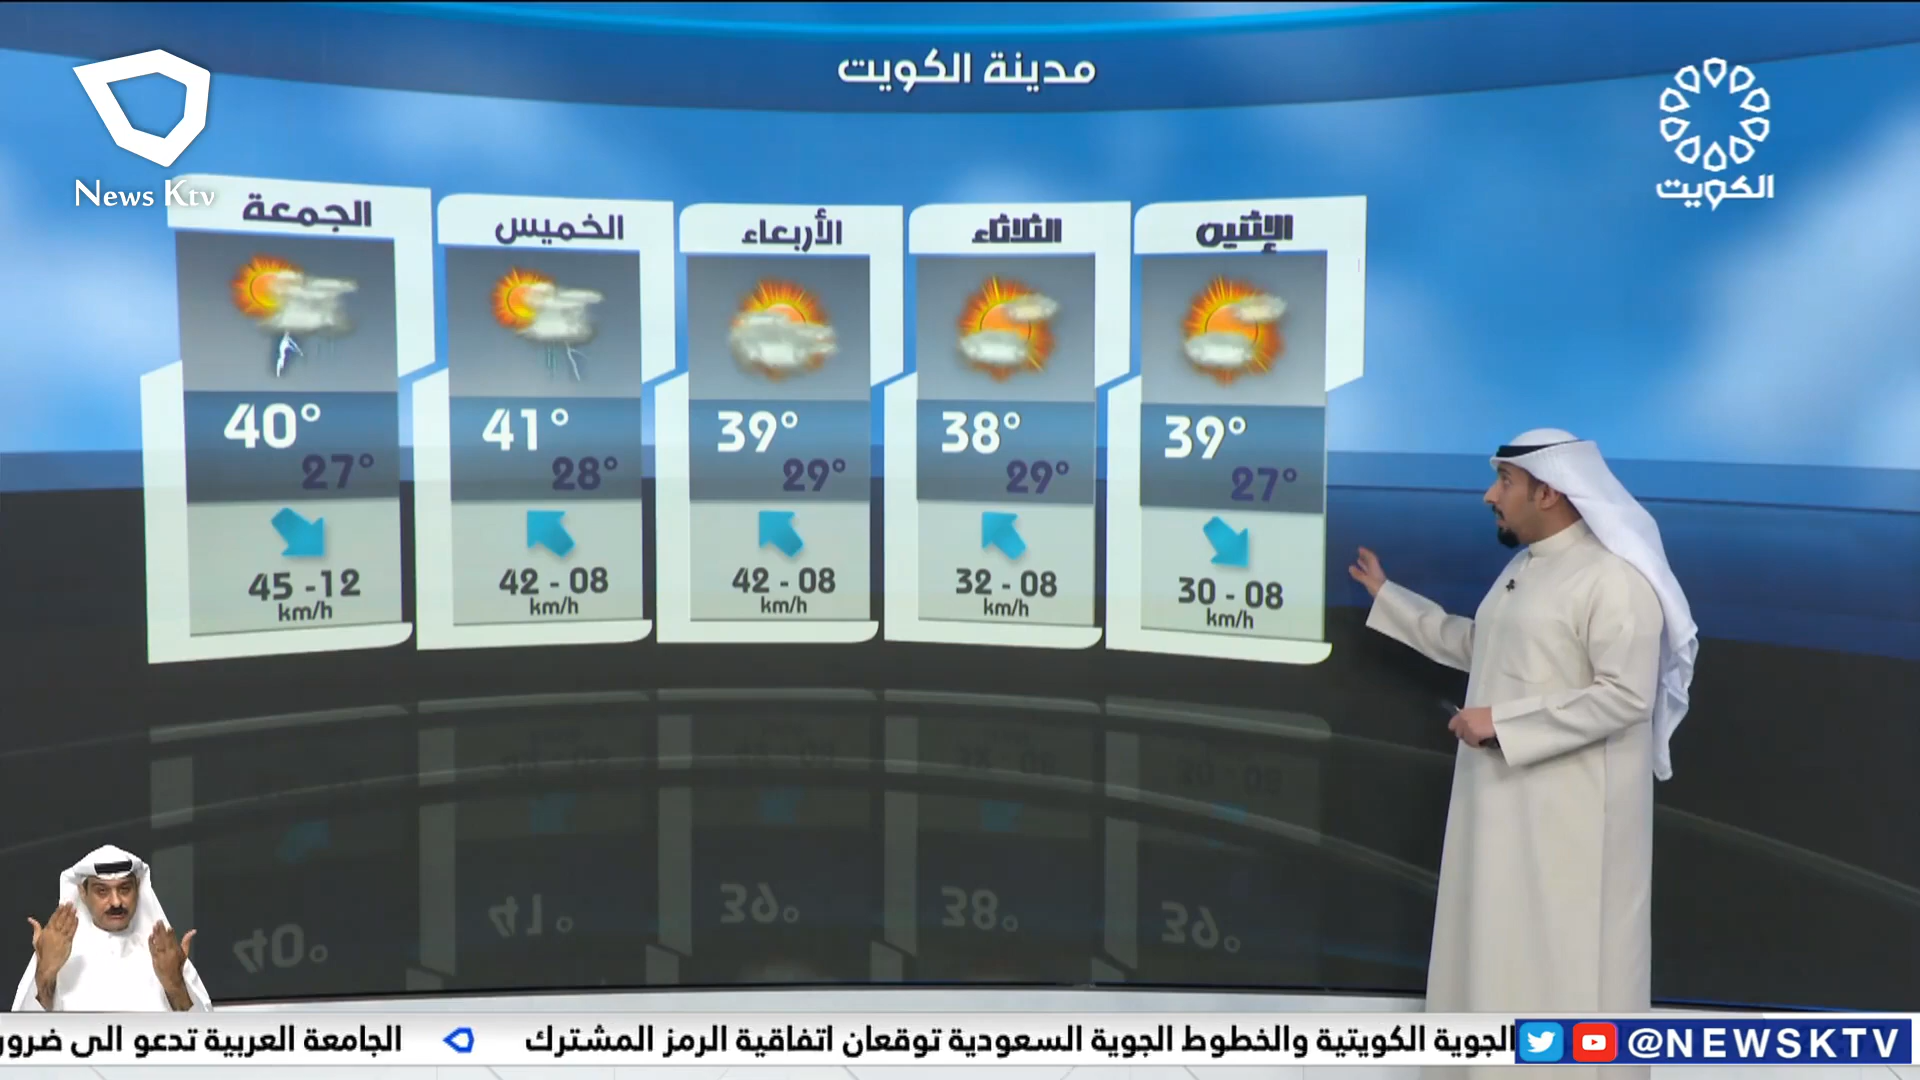 مدينة الكويت
News Ktv
الكويت
الإثنين
39°
27°
30 - 08
km/h
الثلاثاء
38°
29°
32 - 08
km/h
الأربعاء
39°
29°
42 - 08
km/h
الخميس
41°
28°
42 - 08
km/h
الجمعة
40°
27°
45 - 12
km/h
@NEWSKTV
الجوية الكويتية والخطوط الجوية السعودية توقعان اتفاقية الرمز المشترك
الجامعة العربية تدعو الى